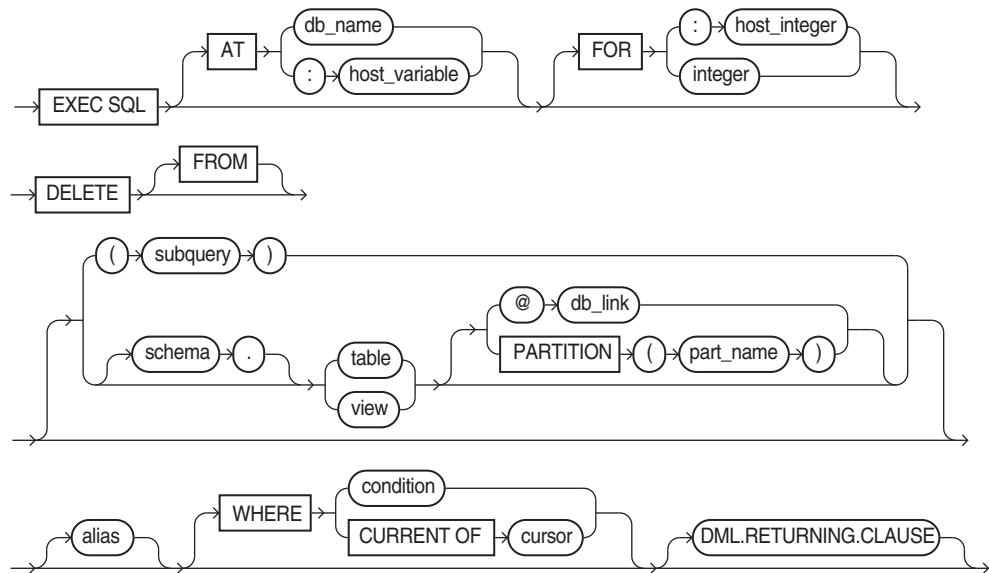 db_name
: host_integer
AT
FOR
: host_variable
integer
EXEC SQL
FROM
DELETE
( subquery )
@ db_link
schema . table
PARTITION ( part_name )
view
condition
alias
WHERE
DML.RETURNING.CLAUSE
CURRENT OF cursor